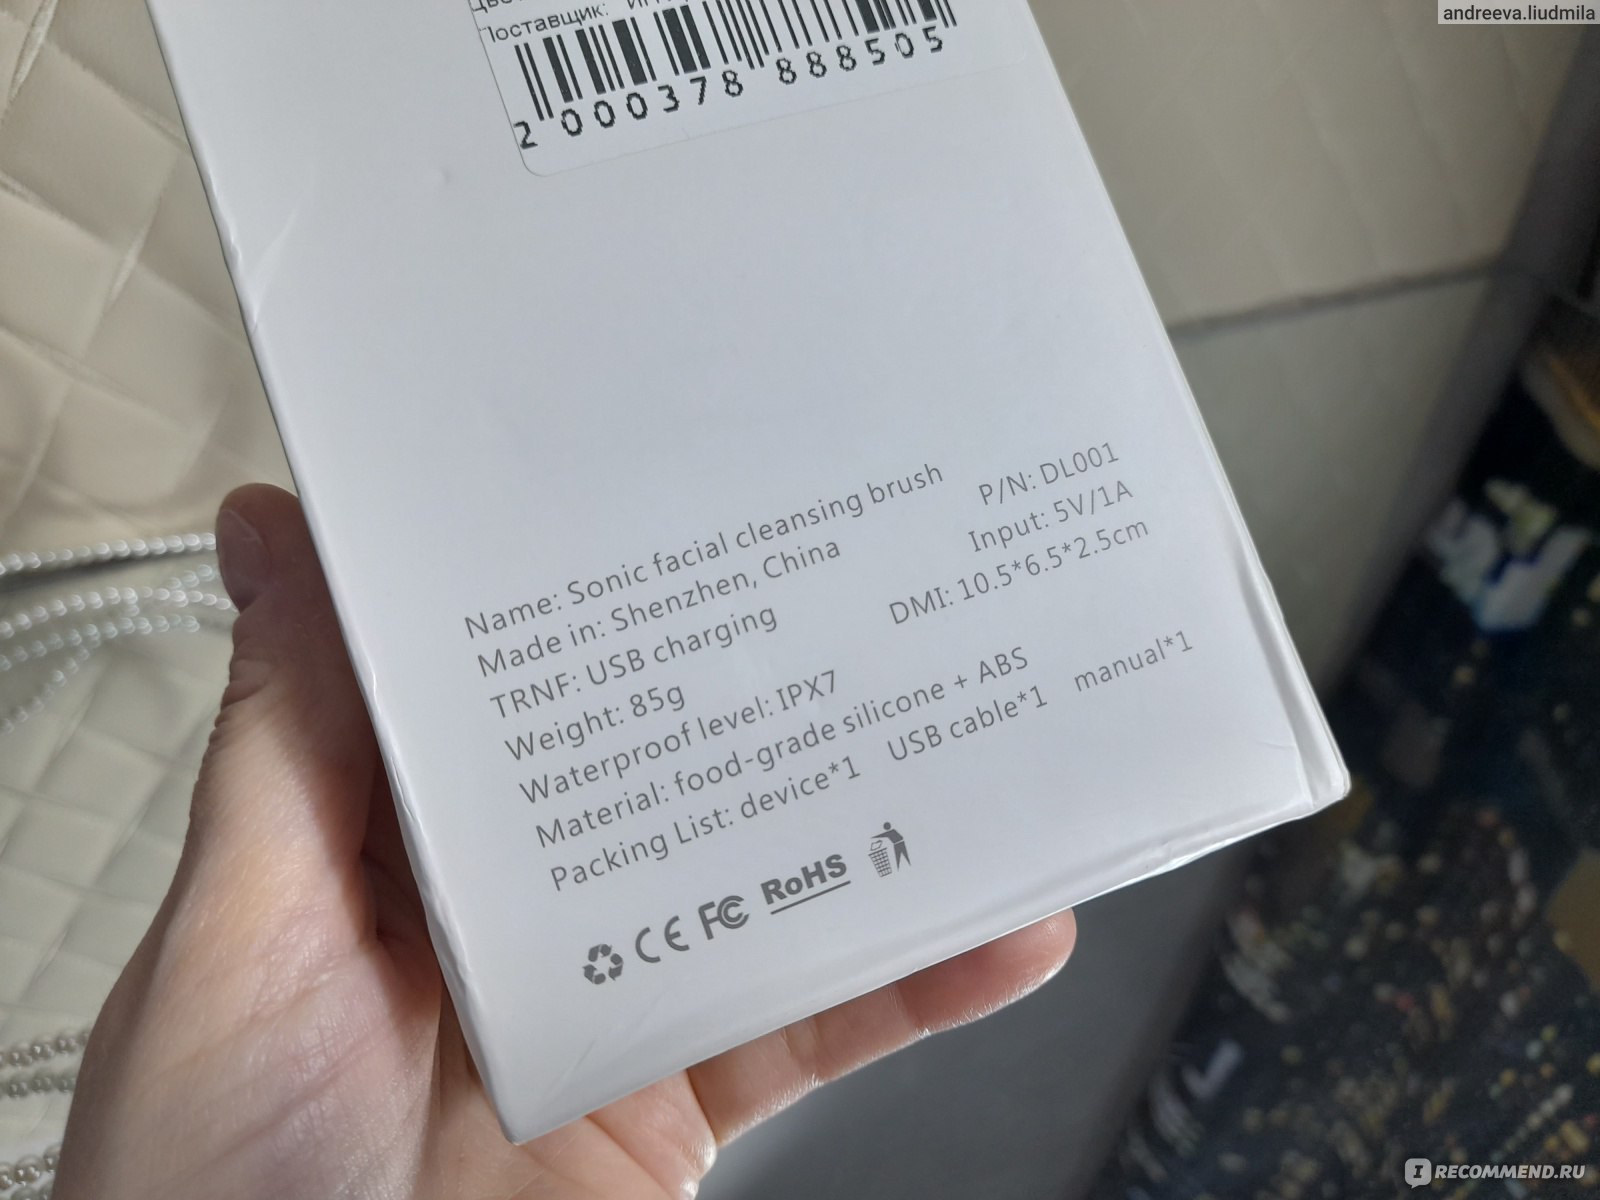 andreeva.liudmila
Поставщик:
2 000378 888505
Name: Sonic facial cleansing brush P/N: DL001
Made in: Shenzhen, China Input: 5V/1A
TRNF: USB charging DMI: 10.5*6.5*2.5cm
Weight: 85g
Waterproof level: IPX7
Material: food-grade silicone + ABS
Packing List: device*1 USB cable*1 manual*1
CE FC RoHS
IRECOMMEND.RU